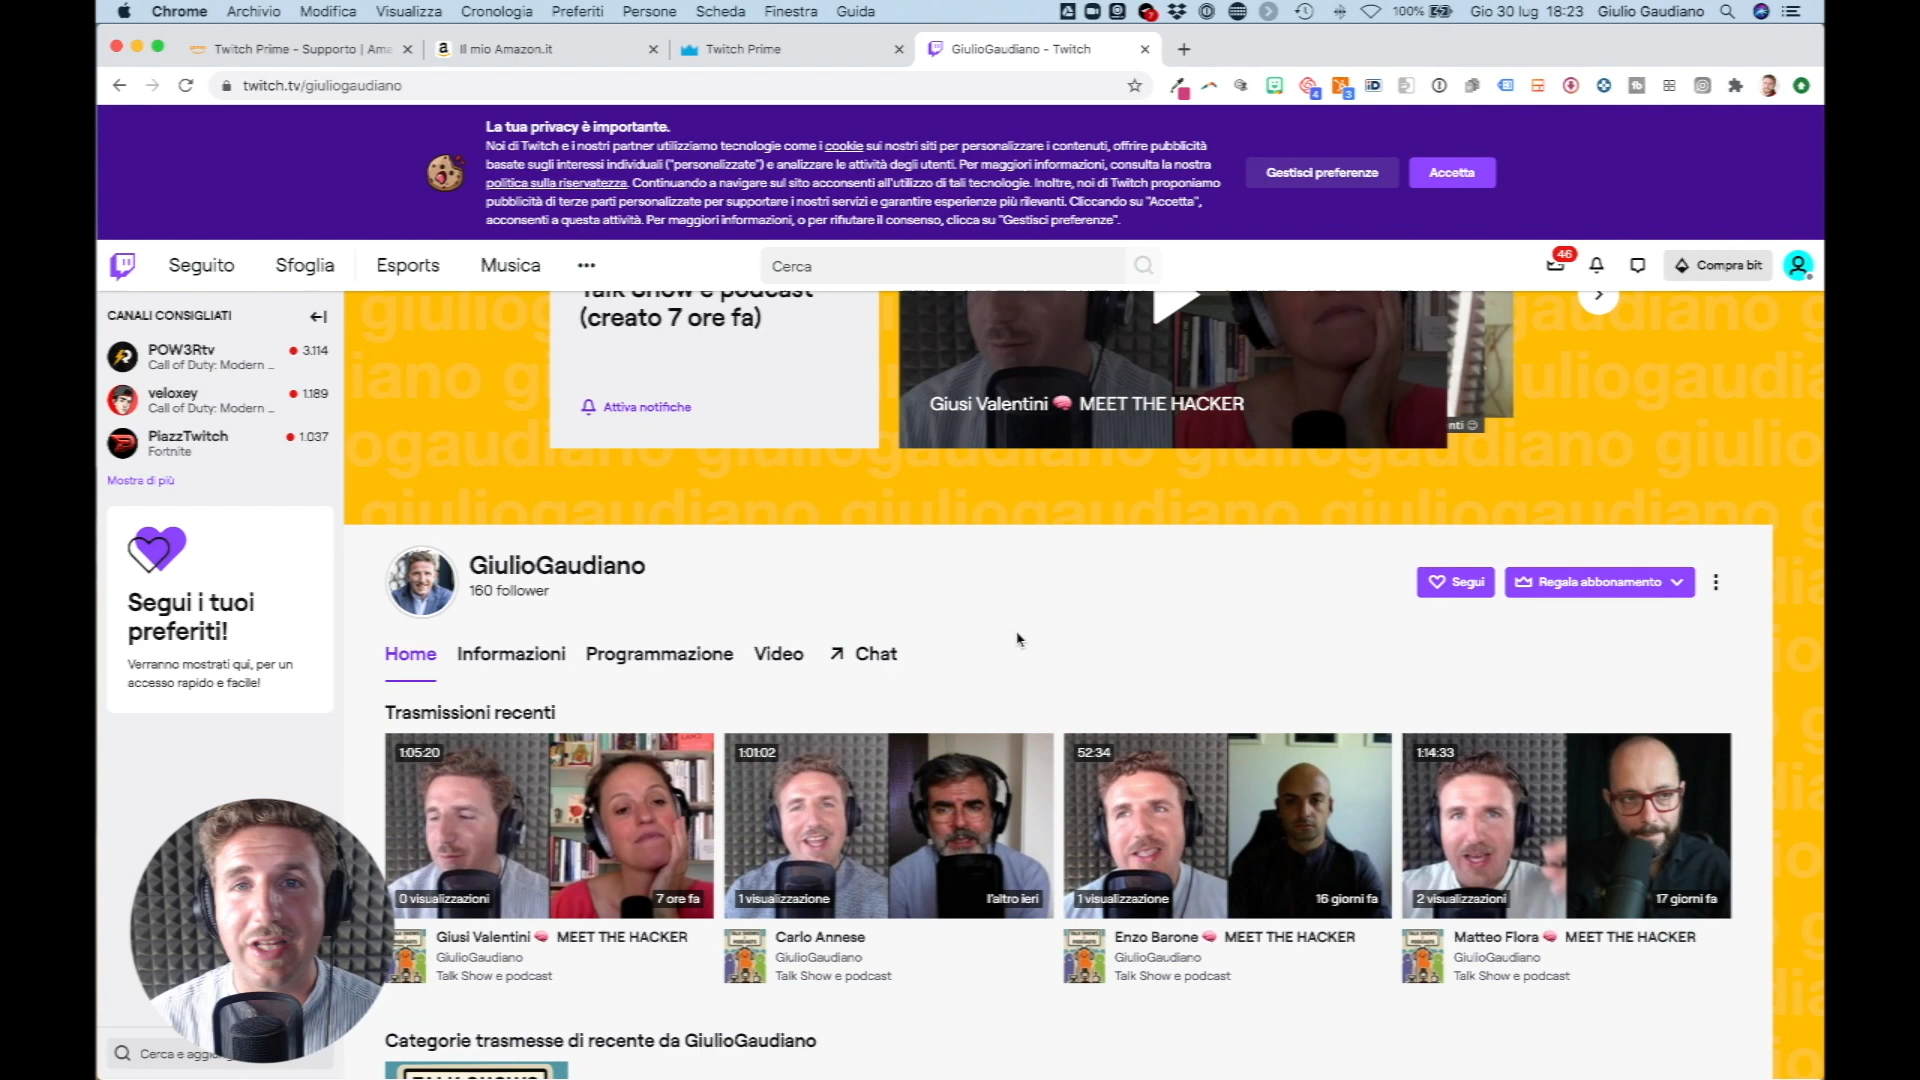 Chrome Archivio Modifica Visualizza Cronologia Preferiti Persone Scheda Finestra Guida
100% Gio 30 lug 18:23 Giulio Gaudiano
Twitch Prime - Supporto | Ama
Il mio Amazon.it
Twitch Prime
GiulioGaudiano - Twitch
twitch.tv/giuliogaudiano
La tua privacy è importante.
Noi di Twitch e i nostri partner utilizziamo tecnologie come i cookie sui nostri siti per personalizzare i contenuti, offrire pubblicità
basate sugli interessi individuali ("personalizzate") e analizzare le attività degli utenti. Per maggiori informazioni, consulta la nostra
politica sulla riservatezza. Continuando a navigare sul sito acconsenti all'utilizzo di tali tecnologie. Inoltre, noi di Twitch proponiamo
pubblicità di terze parti personalizzate per supportare i nostri servizi e garantire esperienze più rilevanti. Cliccando su "Accetta",
acconsenti a questa attività. Per maggiori informazioni, o per rifiutare il consenso, clicca su "Gestisci preferenze".
Gestisci preferenze
Accetta
Seguito Sfoglia Esports Musica
Cerca
46
Compra bit
CANALI CONSIGLIATI
POW3Rtv 3.114
Call of Duty: Modern ...
veloxey 1.189
Call of Duty: Modern ...
PiazzTwitch 1.037
Fortnite
Mostra di più
Segui i tuoi
preferiti!
Verranno mostrati qui, per un
accesso rapido e facile!
Talk Show e podcast
(creato 7 ore fa)
Attiva notifiche
Giusi Valentini 🧠 MEET THE HACKER
GiulioGaudiano
160 follower
Segui
Regala abbonamento
Home Informazioni Programmazione Video Chat
Trasmissioni recenti
1:05:20
0 visualizzazioni
7 ore fa
Giusi Valentini 🧠 MEET THE HACKER
GiulioGaudiano
Talk Show e podcast
1:01:02
1 visualizzazione
l'altro ieri
Carlo Annese
GiulioGaudiano
Talk Show e podcast
52:34
1 visualizzazione
16 giorni fa
Enzo Barone 🧠 MEET THE HACKER
GiulioGaudiano
Talk Show e podcast
1:14:33
2 visualizzazioni
17 giorni fa
Matteo Flora 🧠 MEET THE HACKER
GiulioGaudiano
Talk Show e podcast
Categorie trasmesse di recente da GiulioGaudiano
Cerca e aggiu